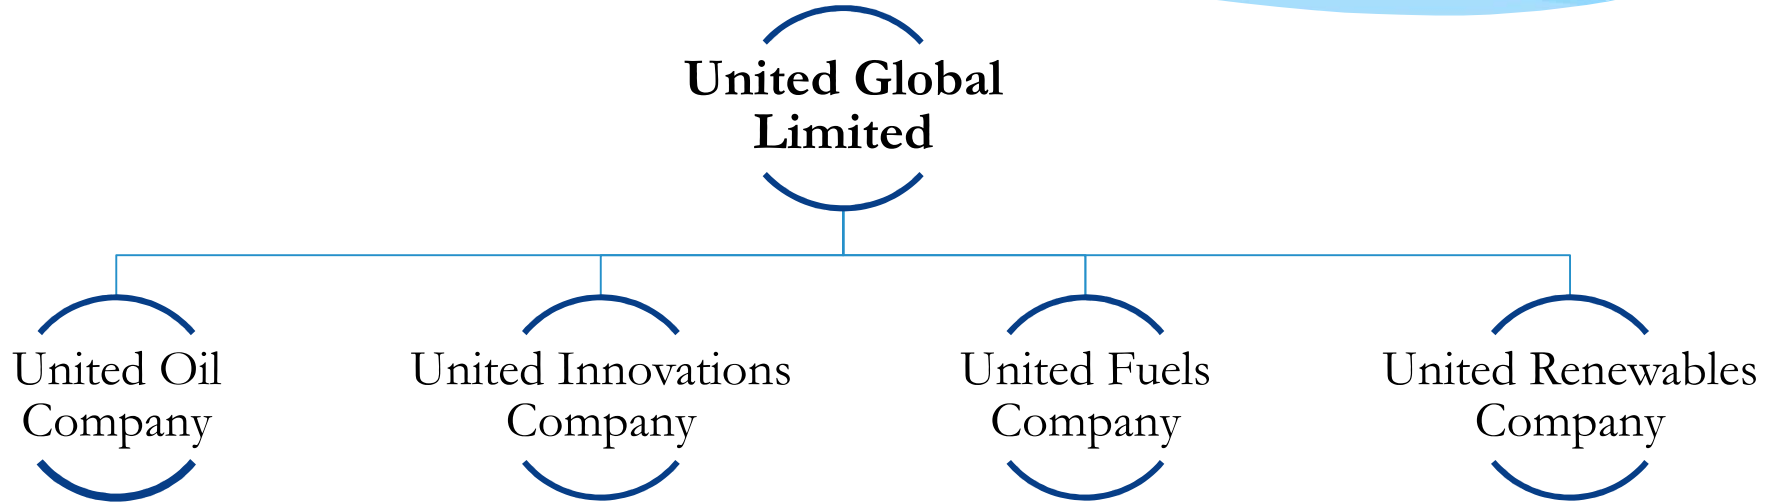 United Global
Limited
United Oil
Company
United Innovations
Company
United Fuels
Company
United Renewables
Company